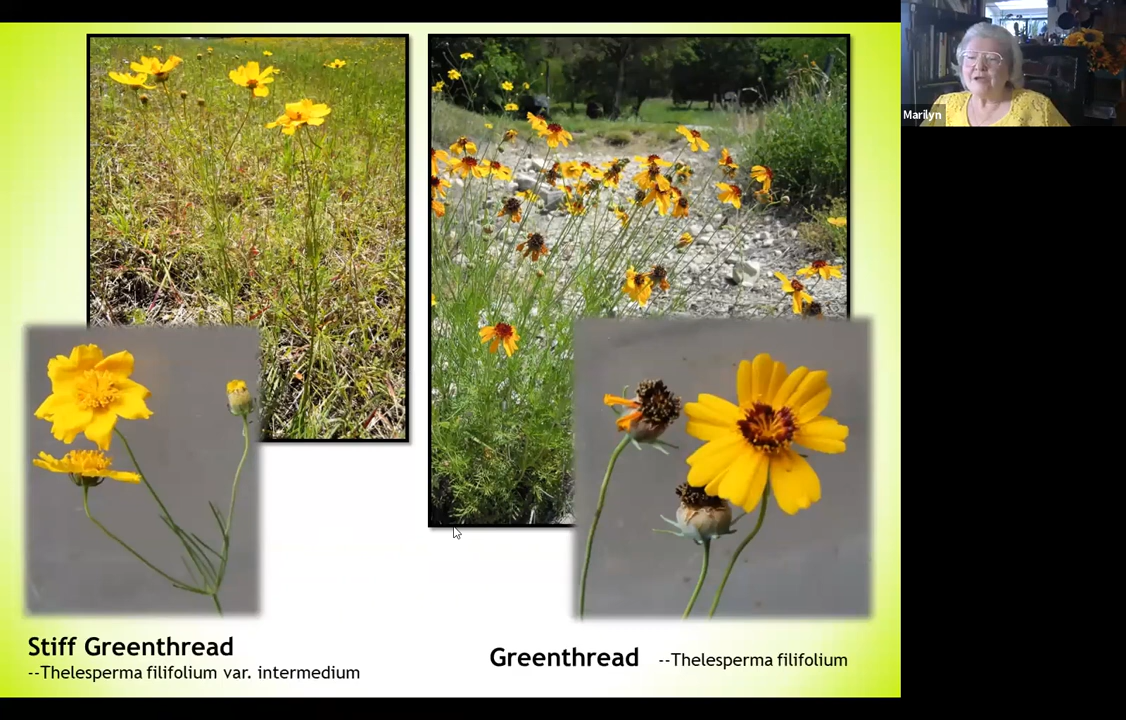 Marilyn
Stiff Greenthread
--Thelesperma filifolium var. intermedium
Greenthread --Thelesperma filifolium